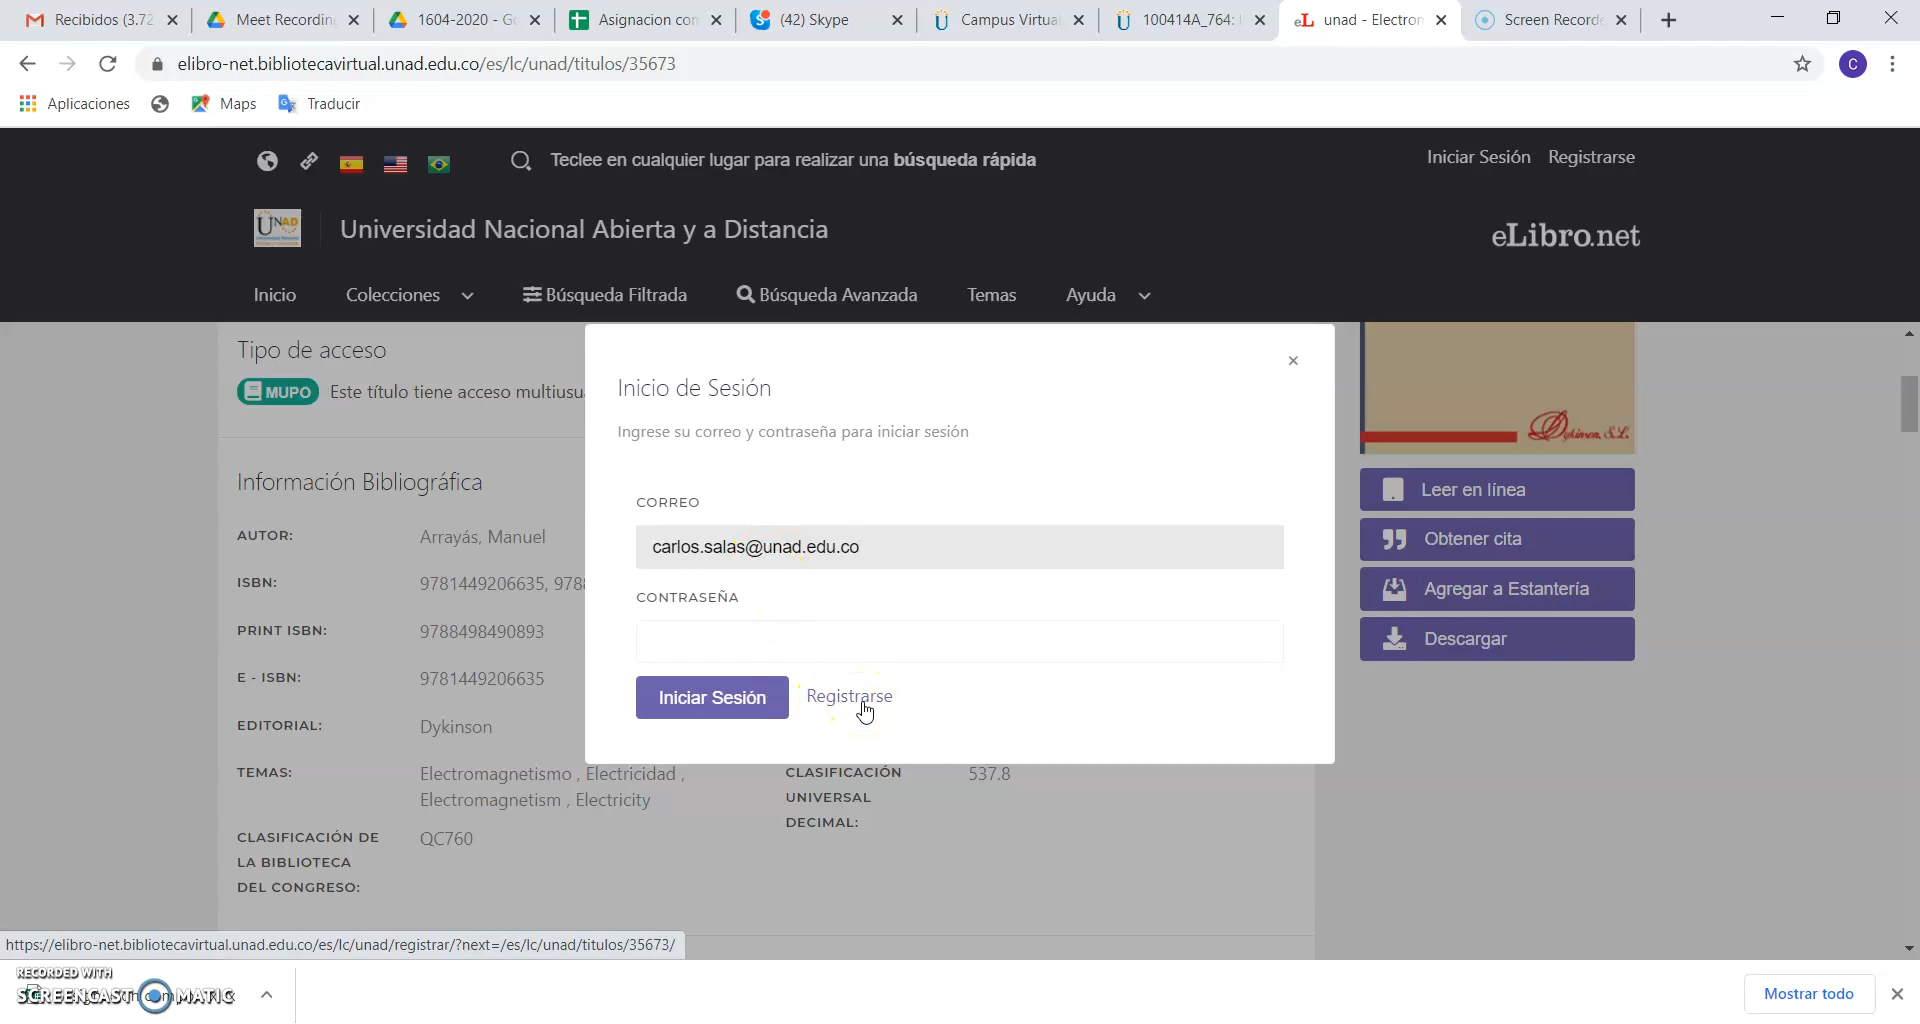 Recibidos (3.72
Meet Recording
1604-2020 - Go
Asignacion con
(42) Skype
Campus Virtual
100414A_764:
eL unad - Electron
Screen Recorde
elibro-net.bibliotecavirtual.unad.edu.co/es/lc/unad/titulos/35673
C
Aplicaciones
Maps
Traducir
Teclee en cualquier lugar para realizar una búsqueda rápida
Iniciar Sesión Registrarse
UNAD
Universidad Nacional Abierta y a Distancia
eLibro.net
Inicio Colecciones Búsqueda Filtrada Búsqueda Avanzada Temas Ayuda
Tipo de acceso
MUPO Este título tiene acceso multiusu
Información Bibliográfica
AUTOR: Arrayás, Manuel
ISBN: 9781449206635, 978
PRINT ISBN: 9788498490893
E - ISBN: 9781449206635
EDITORIAL: Dykinson
TEMAS: Electromagnetismo , Electricidad ,
Electromagnetism , Electricity
CLASIFICACIÓN DE
LA BIBLIOTECA
DEL CONGRESO:
QC760
CLASIFICACIÓN
UNIVERSAL
DECIMAL:
537.8
Inicio de Sesión
Ingrese su correo y contraseña para iniciar sesión
CORREO
carlos.salas@unad.edu.co
CONTRASEÑA
Iniciar Sesión Registrarse
Dykinson, S.L.
Leer en línea
Obtener cita
Agregar a Estantería
Descargar
https://elibro-net.bibliotecavirtual.unad.edu.co/es/lc/unad/registrar/?next=/es/lc/unad/titulos/35673/
RECORDED WITH
SCREENCAST MATIC
Mostrar todo